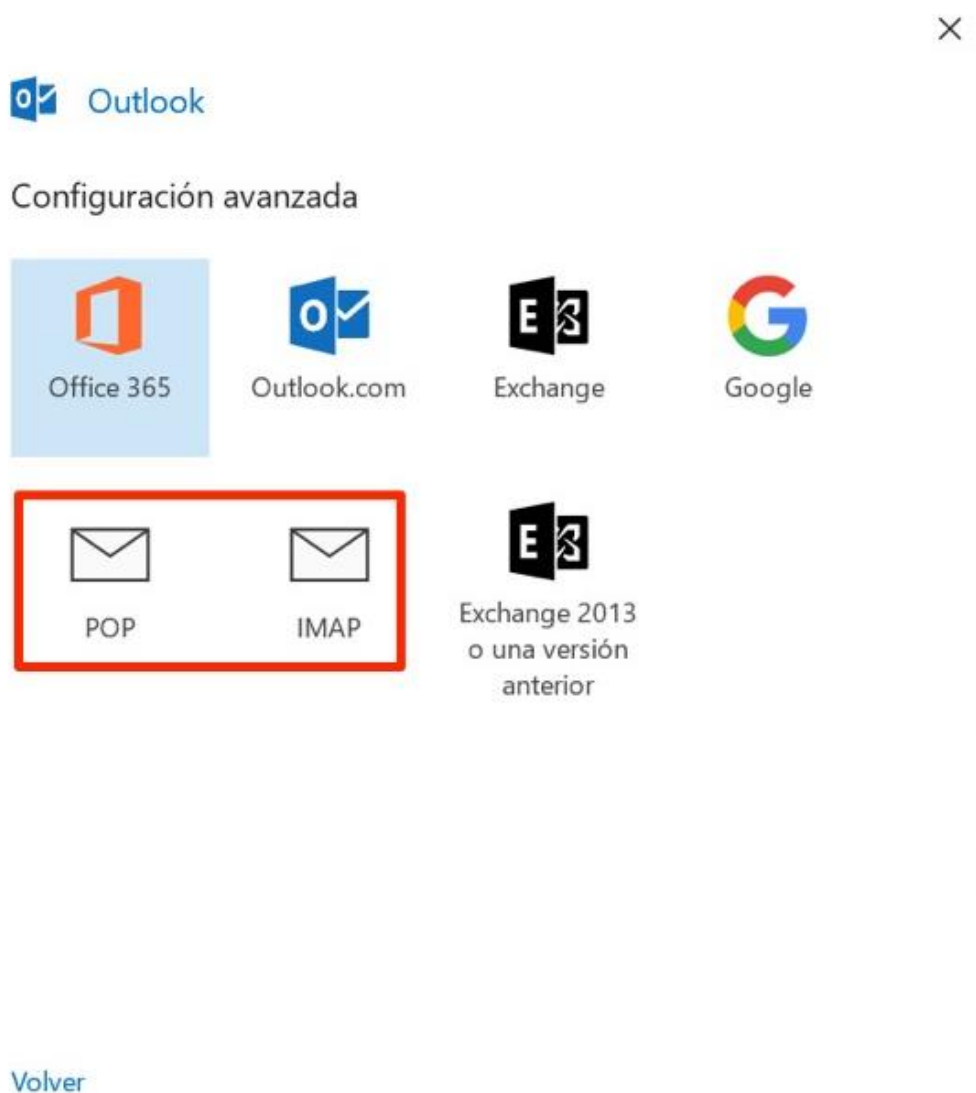 Outlook
Configuración avanzada
Office 365
Outlook.com
Exchange
Google
POP
IMAP
Exchange 2013
o una versión
anterior
Volver